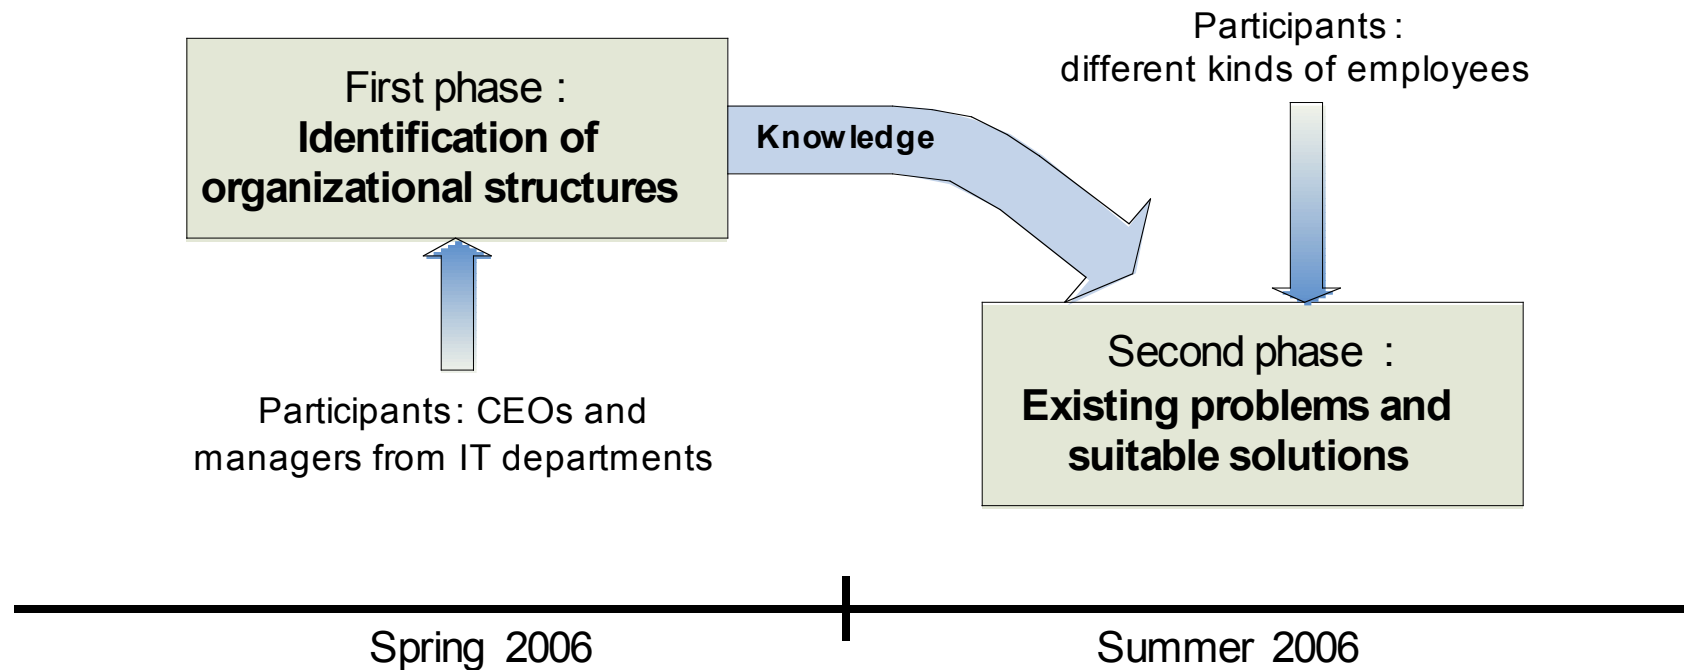 First phase :
Identification of
organizational structures
Participants: CEOs and
managers from IT departments
Knowledge
Participants :
different kinds of employees
Second phase :
Existing problems and
suitable solutions
Spring 2006
Summer 2006